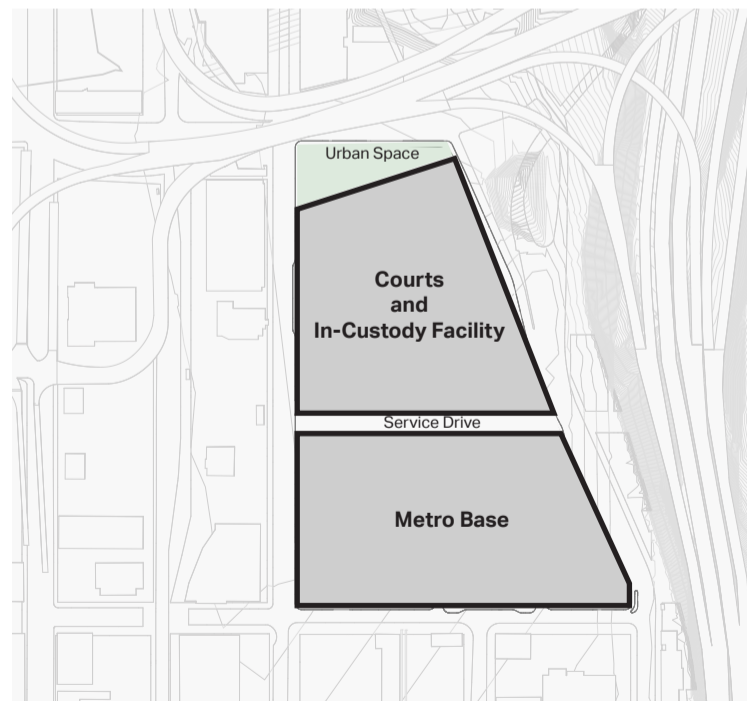 Urban Space
Courts
and
In-Custody Facility
Service Drive
Metro Base